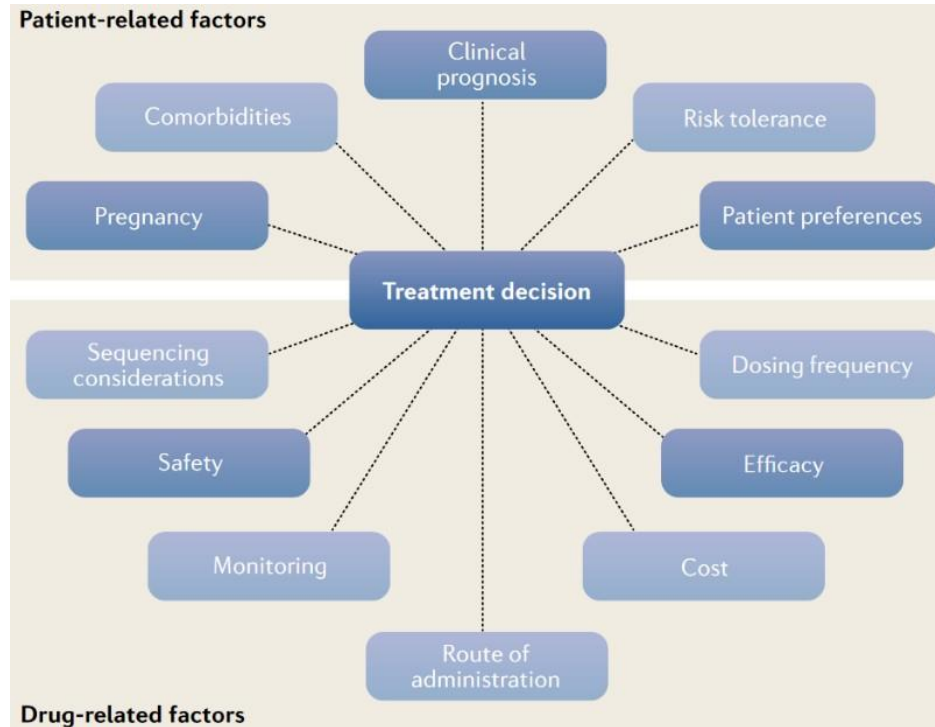 Patient-related factors
Clinical
prognosis
Comorbidities
Risk tolerance
Pregnancy
Patient preferences
Treatment decision
Sequencing
considerations
Dosing frequency
Safety
Efficacy
Monitoring
Cost
Route of
administration
Drug-related factors